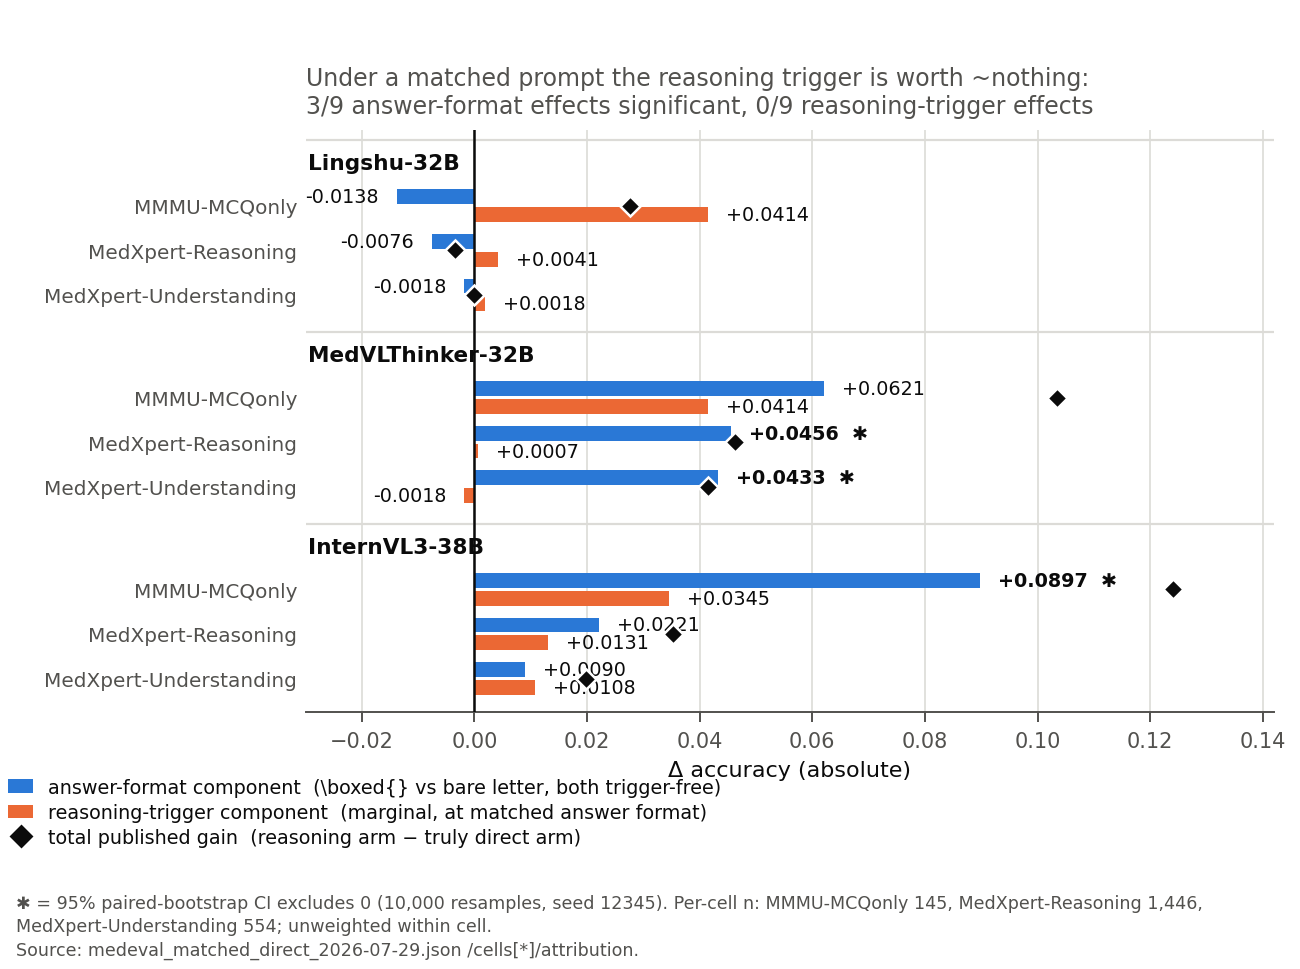 Under a matched prompt the reasoning trigger is worth ~nothing:
3/9 answer-format effects significant, 0/9 reasoning-trigger effects
Lingshu-32B
-0.0138
MMMU-MCQonly
+0.0414
-0.0076
MedXpert-Reasoning
+0.0041
-0.0018
MedXpert-Understanding
+0.0018
MedVLThinker-32B
+0.0621
MMMU-MCQonly
+0.0414
+0.0456 ✱
MedXpert-Reasoning
+0.0007
+0.0433 ✱
MedXpert-Understanding
-0.0018
InternVL3-38B
+0.0897 ✱
MMMU-MCQonly
+0.0345
+0.0221
MedXpert-Reasoning
+0.0131
+0.0090
MedXpert-Understanding
+0.0108
−0.02 0.00 0.02 0.04 0.06 0.08 0.10 0.12 0.14
Δ accuracy (absolute)
answer-format component (\boxed{} vs bare letter, both trigger-free)
reasoning-trigger component (marginal, at matched answer format)
total published gain (reasoning arm − truly direct arm)
✱ = 95% paired-bootstrap CI excludes 0 (10,000 resamples, seed 12345). Per-cell n: MMMU-MCQonly 145, MedXpert-Reasoning 1,446,
MedXpert-Understanding 554; unweighted within cell.
Source: medeval_matched_direct_2026-07-29.json /cells[*]/attribution.